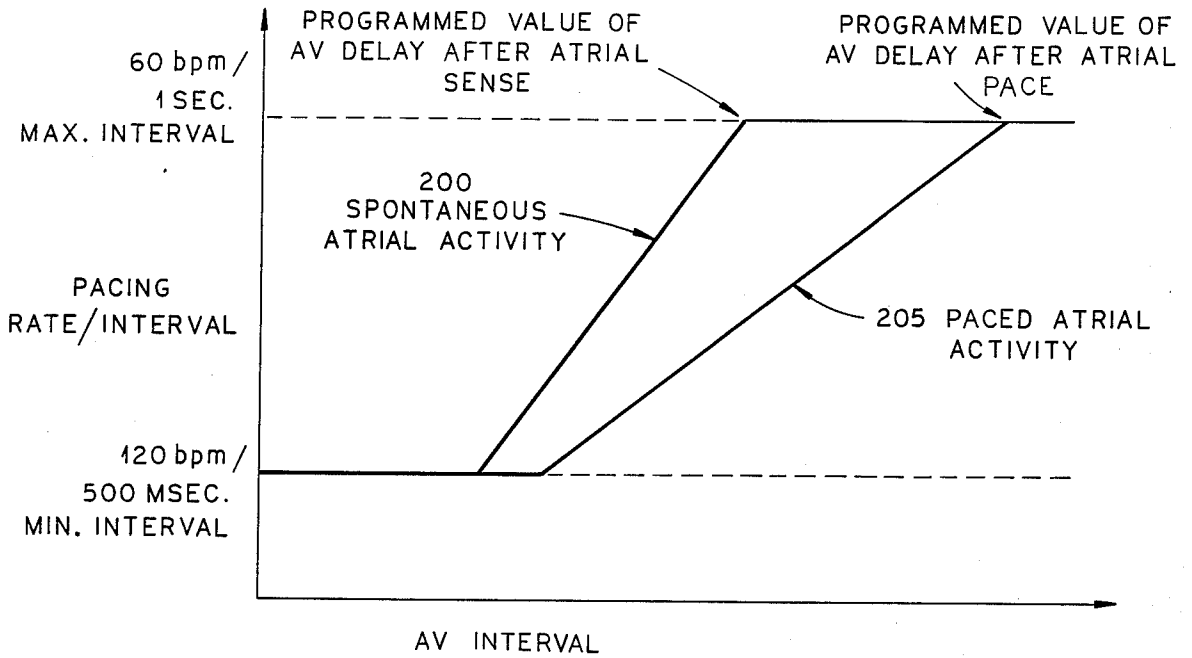 PROGRAMMED VALUE OF
AV DELAY AFTER ATRIAL
SENSE
PROGRAMMED VALUE OF
AV DELAY AFTER ATRIAL
PACE
60 bpm /
1 SEC.
MAX. INTERVAL
200
SPONTANEOUS
ATRIAL ACTIVITY
PACING
RATE/INTERVAL
205 PACED ATRIAL
ACTIVITY
120 bpm /
500 MSEC.
MIN. INTERVAL
AV INTERVAL